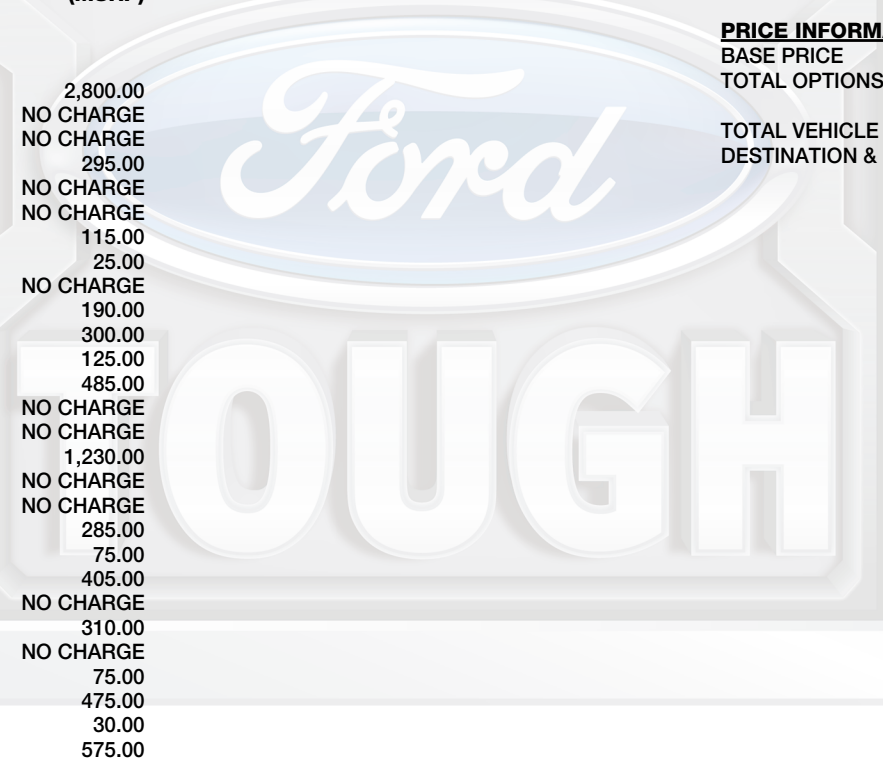 PRICE INFORM
BASE PRICE
TOTAL OPTIONS
TOTAL VEHICLE
DESTINATION &
2,800.00
NO CHARGE
NO CHARGE
295.00
NO CHARGE
NO CHARGE
115.00
25.00
NO CHARGE
190.00
300.00
125.00
485.00
NO CHARGE
NO CHARGE
1,230.00
NO CHARGE
NO CHARGE
285.00
75.00
405.00
NO CHARGE
310.00
NO CHARGE
75.00
475.00
30.00
575.00
Ford
TOUGH